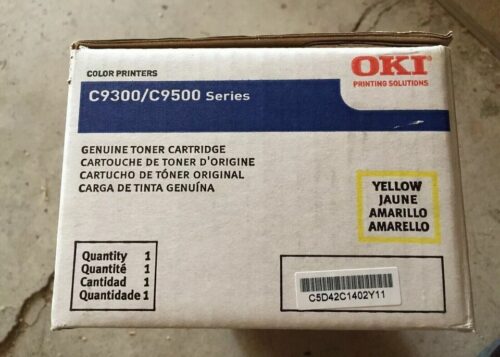 COLOR PRINTERS
C9300/C9500 Series
OKI
PRINTING SOLUTIONS
GENUINE TONER CARTRIDGE
CARTOUCHE DE TONER D'ORIGINE
CARTUCHO DE TÓNER ORIGINAL
CARGA DE TINTA GENUÍNA
YELLOW
JAUNE
AMARILLO
AMARELLO
Quantity 1
Quantité 1
Cantidad 1
Quantidade 1
C5D42C1402Y11